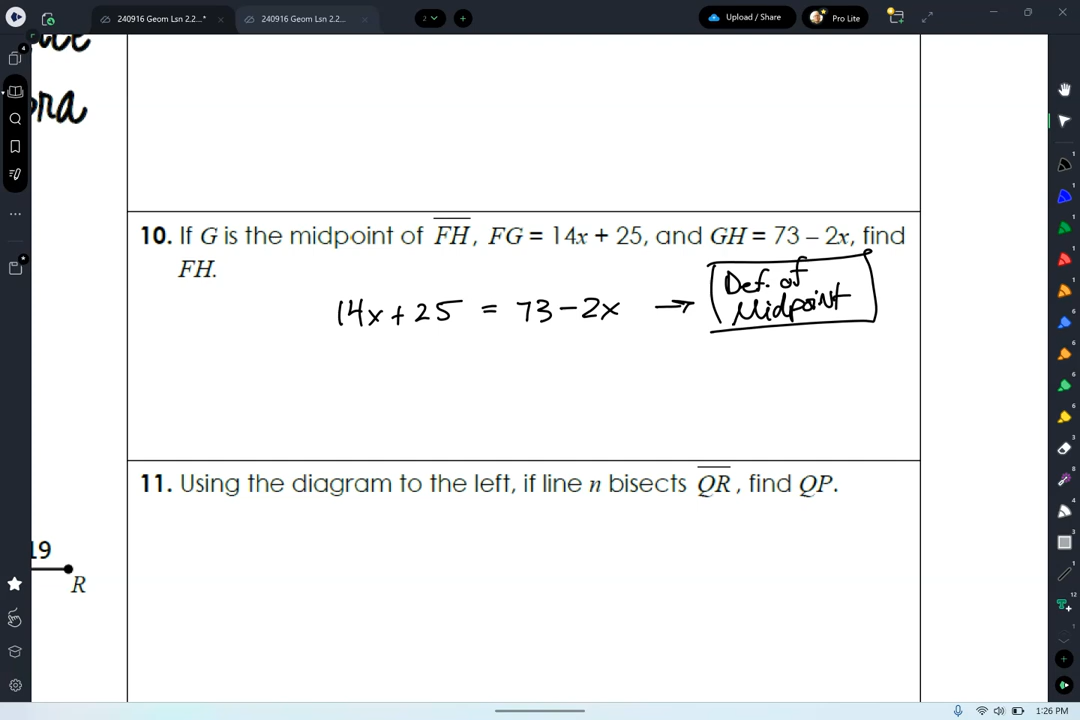 240916 Geom Lsn 2.2...*
240916 Geom Lsn 2.2...
2
Upload / Share
Pro Lite
10. If G is the midpoint of FH, FG = 14x + 25, and GH = 73 – 2x, find
FH.
14x + 25 = 73 - 2x → Def. of
Midpoint
11. Using the diagram to the left, if line n bisects QR, find QP.
19
R
1:26 PM